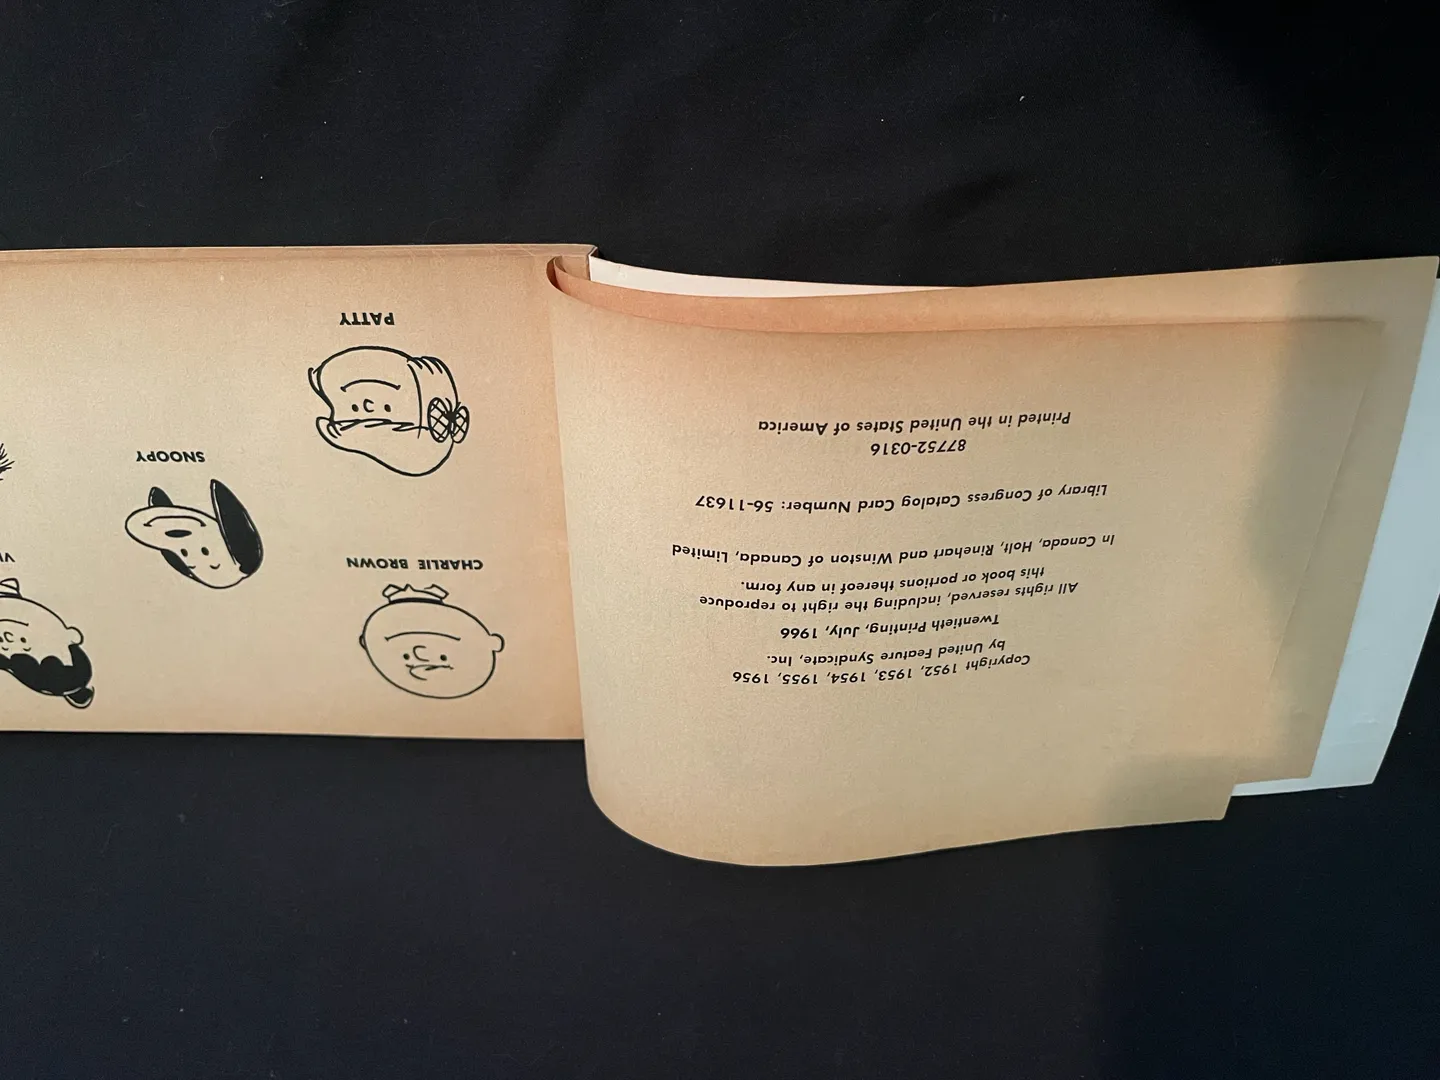 Copyright 1952, 1953, 1954, 1955, 1956
by United Feature Syndicate, Inc.
Twentieth Printing, July, 1966
All rights reserved, including the right to reproduce
this book or portions thereof in any form.
In Canada, Holt, Rinehart and Winston of Canada, Limited
Library of Congress Catalog Card Number: 56-11637
87752-0316
Printed in the United States of America
CHARLIE BROWN
SNOOPY
PATTY